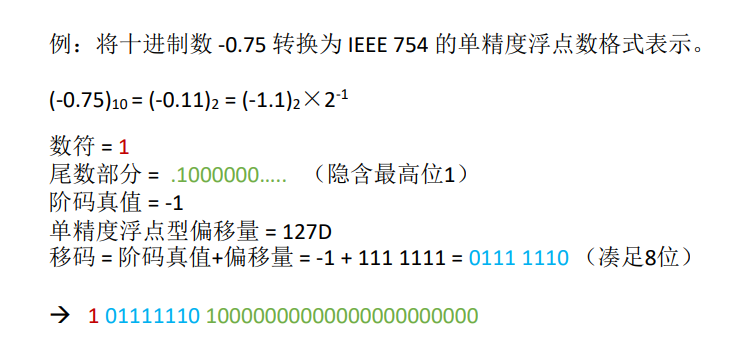 例：将十进制数 -0.75 转换为 IEEE 754 的单精度浮点数格式表示。
(-0.75)₁₀ = (-0.11)₂ = (-1.1)₂×2⁻¹
数符 = 1
尾数部分 = .1000000..... （隐含最高位1）
阶码真值 = -1
单精度浮点型偏移量 = 127D
移码 = 阶码真值+偏移量 = -1 + 111 1111 = 0111 1110 （凑足8位）
→ 1 01111110 10000000000000000000000